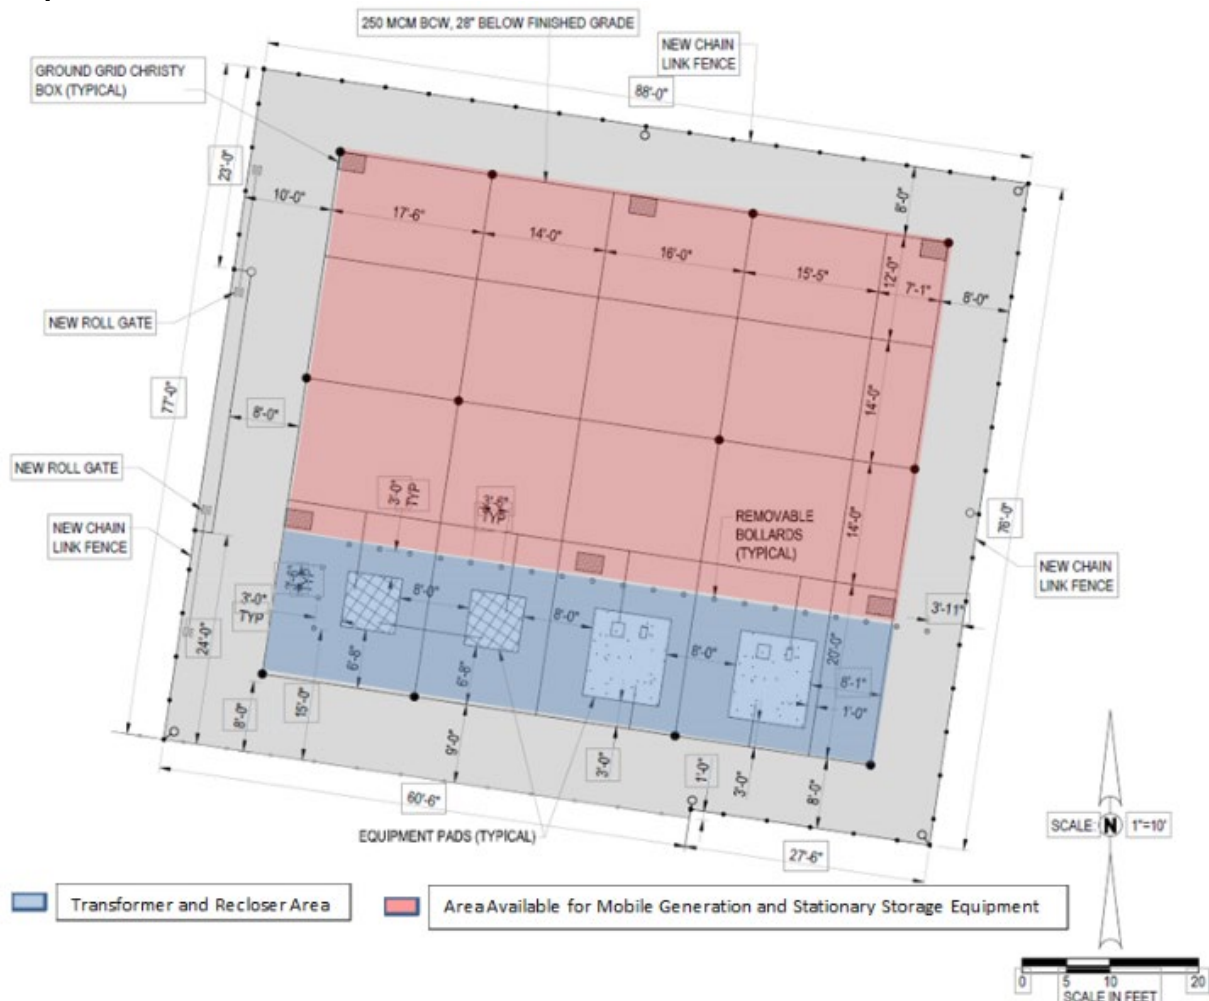 250 MCM BCW, 28" BELOW FINISHED GRADE
NEW CHAIN
LINK FENCE
GROUND GRID CHRISTY
BOX (TYPICAL)
88'-0"
23'-0"
10'-0"
17'-6"
14'-0"
16'-0"
15'-5"
8'-0"
12'-0"
7'-1"
8'-0"
NEW ROLL GATE
77'-0"
8'-0"
14'-0"
NEW ROLL GATE
3'-0"
TYP
TYP
REMOVABLE
BOLLARDS
(TYPICAL)
14'-0"
76'-0"
NEW CHAIN
LINK FENCE
NEW CHAIN
LINK FENCE
3'-0"
TYP
8'-0"
8'-0"
8'-0"
20'-0"
3'-11"
24'-0"
6'-8"
6'-8"
8'-1"
1'-0"
8'-0"
15'-0"
9'-0"
3'-0"
1'-0"
3'-0"
8'-0"
60'-6"
27'-6"
EQUIPMENT PADS (TYPICAL)
SCALE: N 1"=10'
Transformer and Recloser Area
Area Available for Mobile Generation and Stationary Storage Equipment
0 5 10 20
SCALE IN FEET